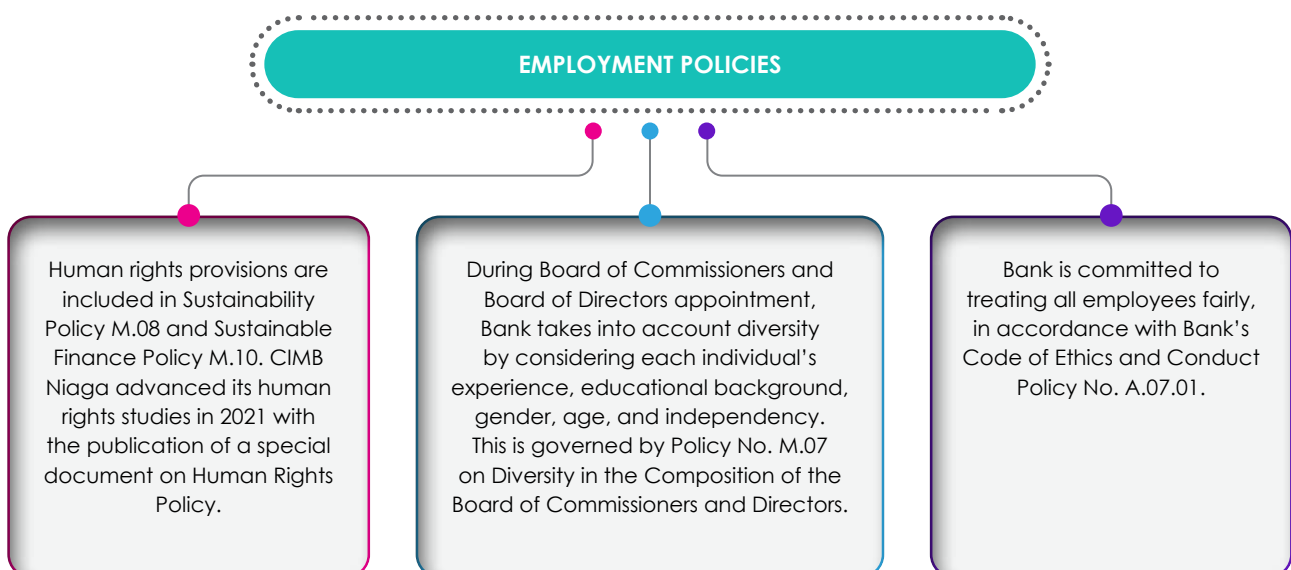 EMPLOYMENT POLICIES
Human rights provisions are
included in Sustainability
Policy M.08 and Sustainable
Finance Policy M.10. CIMB
Niaga advanced its human
rights studies in 2021 with
the publication of a special
document on Human Rights
Policy.
During Board of Commissioners and
Board of Directors appointment,
Bank takes into account diversity
by considering each individual’s
experience, educational background,
gender, age, and independency.
This is governed by Policy No. M.07
on Diversity in the Composition of the
Board of Commissioners and Directors.
Bank is committed to
treating all employees fairly,
in accordance with Bank’s
Code of Ethics and Conduct
Policy No. A.07.01.